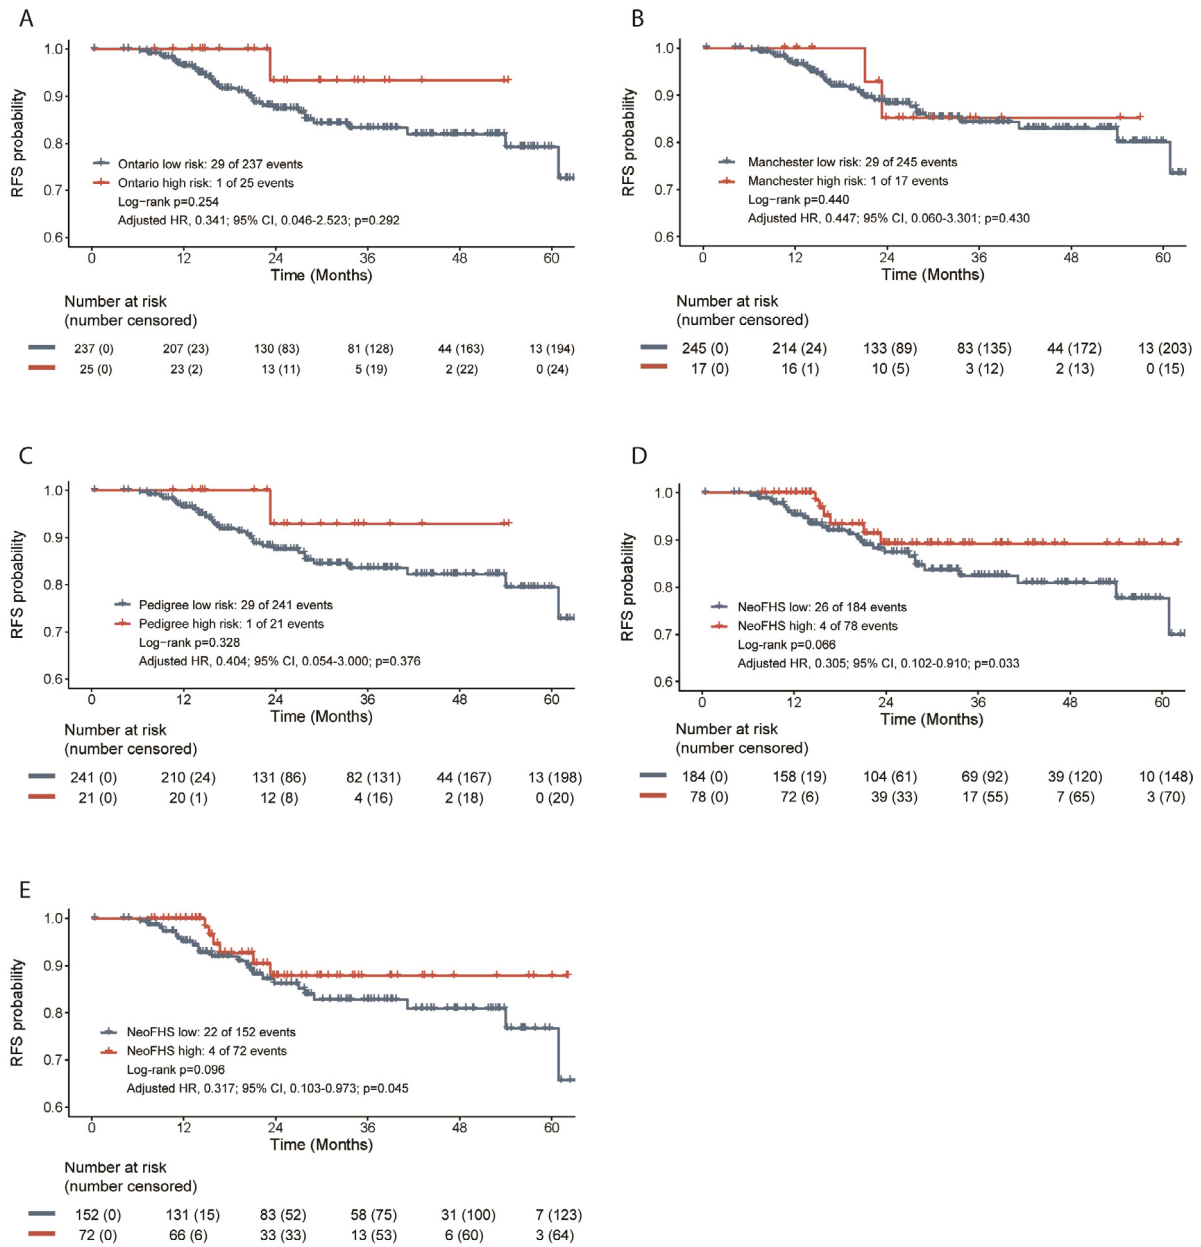 A
RFS probability
1.0
0.9
0.8
0.7
0.6
Ontario low risk: 29 of 237 events
Ontario high risk: 1 of 25 events
Log−rank p=0.254
Adjusted HR, 0.341; 95% CI, 0.046-2.523; p=0.292
0 12 24 36 48 60
Time (Months)
Number at risk
(number censored)
237 (0) 207 (23) 130 (83) 81 (128) 44 (163) 13 (194)
25 (0) 23 (2) 13 (11) 5 (19) 2 (22) 0 (24)
B
RFS probability
1.0
0.9
0.8
0.7
0.6
Manchester low risk: 29 of 245 events
Manchester high risk: 1 of 17 events
Log−rank p=0.440
Adjusted HR, 0.447; 95% CI, 0.060-3.301; p=0.430
0 12 24 36 48 60
Time (Months)
Number at risk
(number censored)
245 (0) 214 (24) 133 (89) 83 (135) 44 (172) 13 (203)
17 (0) 16 (1) 10 (5) 3 (12) 2 (13) 0 (15)
C
RFS probability
1.0
0.9
0.8
0.7
0.6
Pedigree low risk: 29 of 241 events
Pedigree high risk: 1 of 21 events
Log−rank p=0.328
Adjusted HR, 0.404; 95% CI, 0.054-3.000; p=0.376
0 12 24 36 48 60
Time (Months)
Number at risk
(number censored)
241 (0) 210 (24) 131 (86) 82 (131) 44 (167) 13 (198)
21 (0) 20 (1) 12 (8) 4 (16) 2 (18) 0 (20)
D
RFS probability
1.0
0.9
0.8
0.7
0.6
NeoFHS low: 26 of 184 events
NeoFHS high: 4 of 78 events
Log-rank p=0.066
Adjusted HR, 0.305; 95% CI, 0.102-0.910; p=0.033
0 12 24 36 48 60
Time (Months)
Number at risk
(number censored)
184 (0) 158 (19) 104 (61) 69 (92) 39 (120) 10 (148)
78 (0) 72 (6) 39 (33) 17 (55) 7 (65) 3 (70)
E
RFS probability
1.0
0.9
0.8
0.7
0.6
NeoFHS low: 22 of 152 events
NeoFHS high: 4 of 72 events
Log-rank p=0.096
Adjusted HR, 0.317; 95% CI, 0.103-0.973; p=0.045
0 12 24 36 48 60
Time (Months)
Number at risk
(number censored)
152 (0) 131 (15) 83 (52) 58 (75) 31 (100) 7 (123)
72 (0) 66 (6) 33 (33) 13 (53) 6 (60) 3 (64)